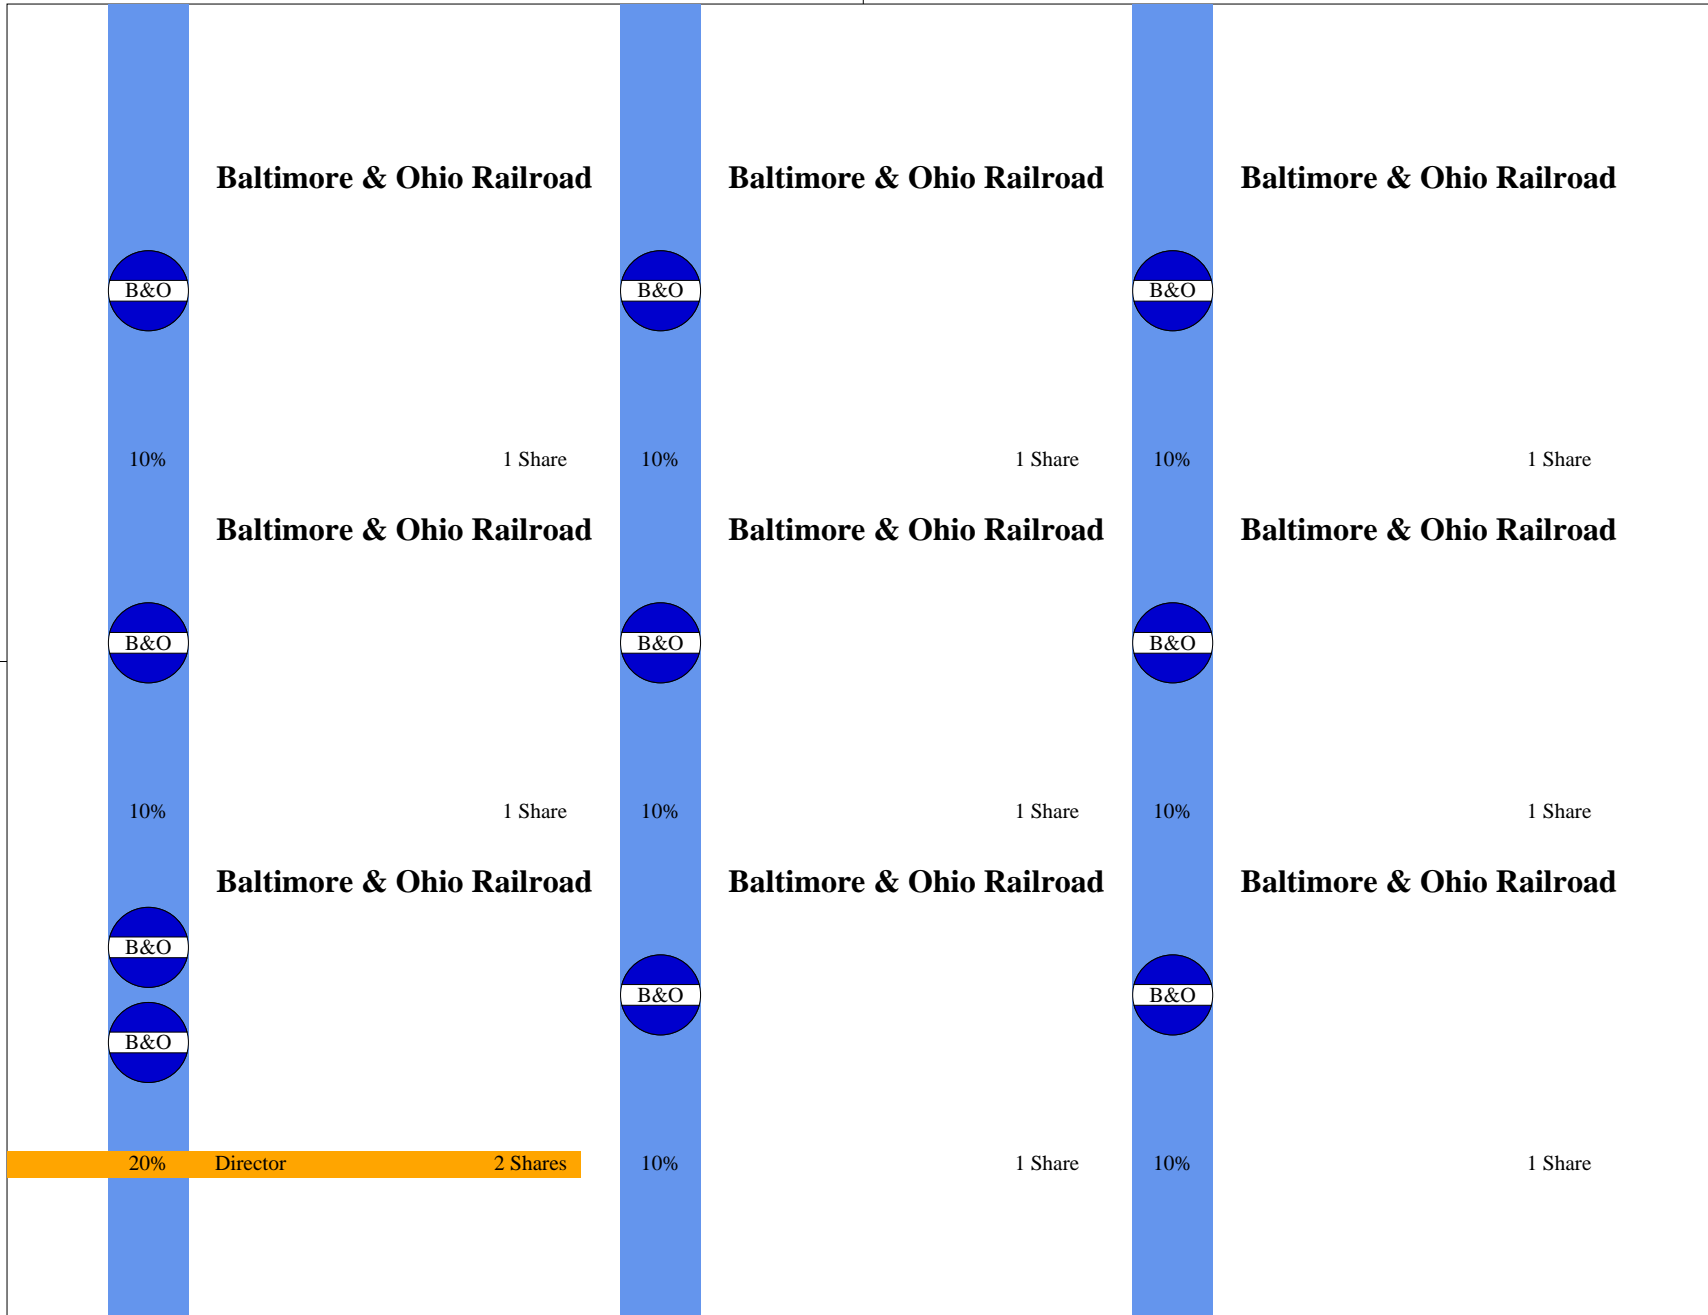 Baltimore & Ohio Railroad Baltimore & Ohio Railroad Baltimore & Ohio Railroad
B&O B&O B&O
10% 1 Share 10% 1 Share 10% 1 Share
Baltimore & Ohio Railroad Baltimore & Ohio Railroad Baltimore & Ohio Railroad
B&O B&O B&O
10% 1 Share 10% 1 Share 10% 1 Share
Baltimore & Ohio Railroad Baltimore & Ohio Railroad Baltimore & Ohio Railroad
B&O
B&O B&O
B&O
20% Director 2 Shares 10% 1 Share 10% 1 Share